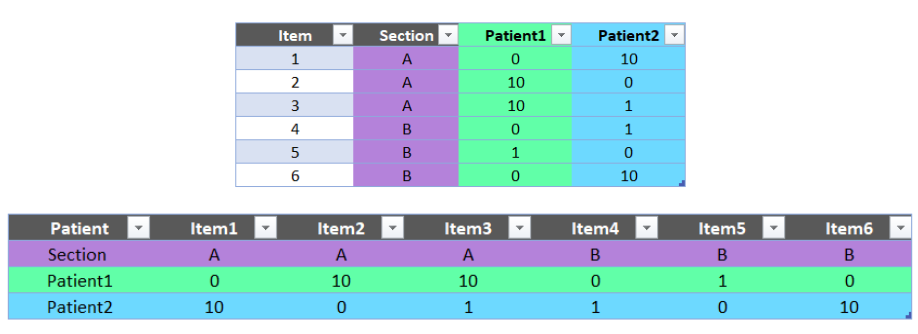 Item Section Patient1 Patient2
1 A 0 10
2 A 10 0
3 A 10 1
4 B 0 1
5 B 1 0
6 B 0 10
Patient Item1 Item2 Item3 Item4 Item5 Item6
Section A A A B B B
Patient1 0 10 10 0 1 0
Patient2 10 0 1 1 0 10